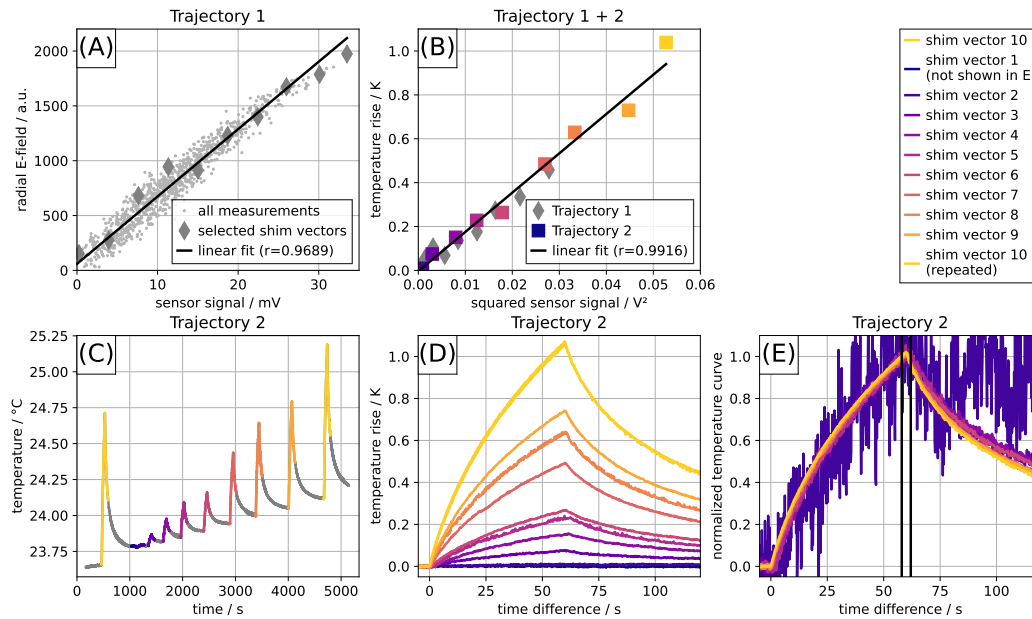 Trajectory 1
(A)
radial E-field / a.u.
2000
1500
1000
500
0
all measurements
selected shim vectors
linear fit (r=0.9689)
0
10
20
30
sensor signal / mV
Trajectory 1 + 2
(B)
temperature rise / K
1.0
0.8
0.6
0.4
0.2
0.0
Trajectory 1
Trajectory 2
linear fit (r=0.9916)
0.00
0.01
0.02
0.03
0.04
0.05
0.06
squared sensor signal / V²
shim vector 10
shim vector 1
(not shown in E
shim vector 2
shim vector 3
shim vector 4
shim vector 5
shim vector 6
shim vector 7
shim vector 8
shim vector 9
shim vector 10
(repeated)
Trajectory 2
(C)
temperature / °C
25.25
25.00
24.75
24.50
24.25
24.00
23.75
0
1000
2000
3000
4000
5000
time / s
Trajectory 2
(D)
temperature rise / K
1.0
0.8
0.6
0.4
0.2
0.0
0
50
100
time difference / s
Trajectory 2
(E)
normalized temperature curve
1.0
0.8
0.6
0.4
0.2
0.0
0
25
50
75
100
time difference / s